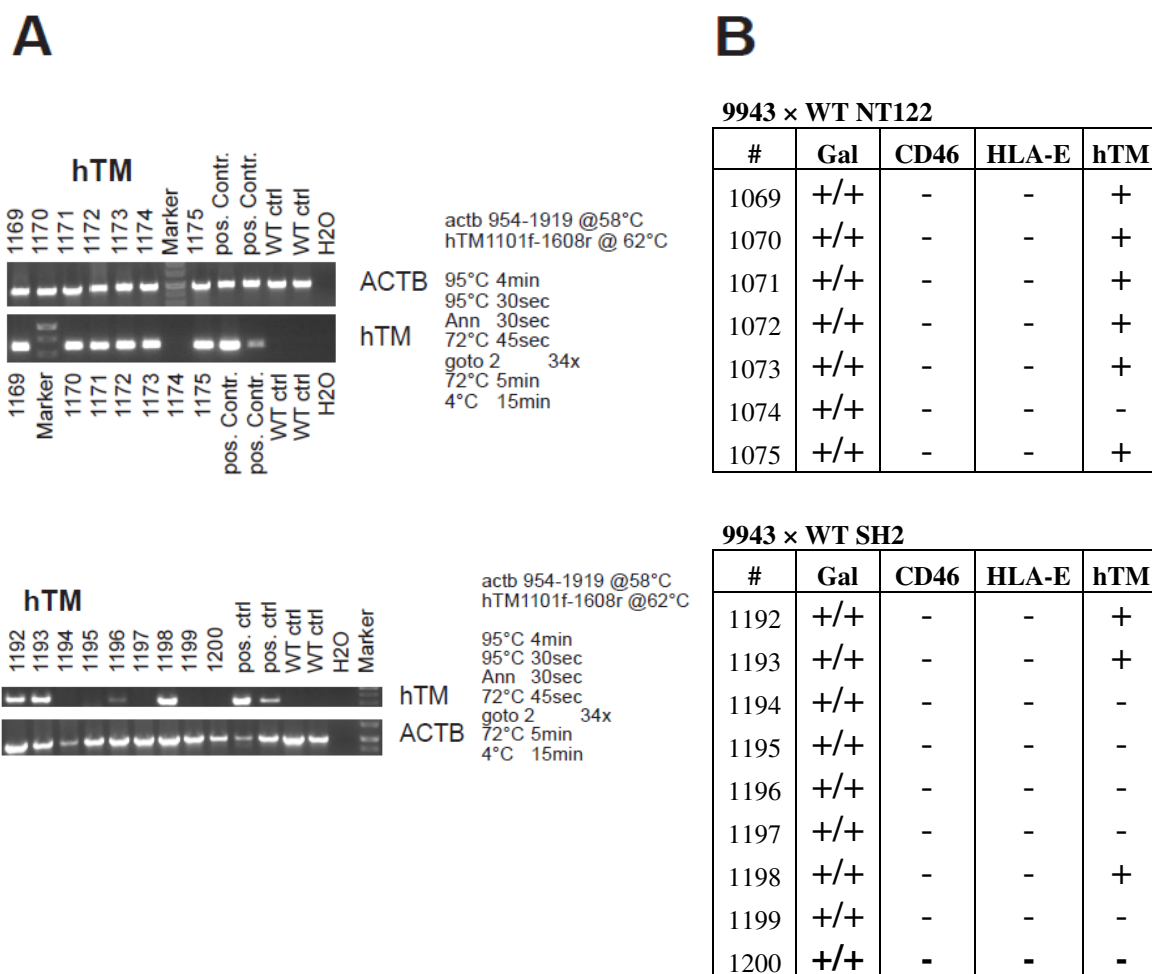 A
hTM
1169 1170 1171 1172 1173 1174 Marker 1175 pos. Contr. pos. Contr. WT ctrl WT ctrl H2O
ACTB
hTM
1169 Marker 1170 1171 1172 1173 1174 1175 pos. Contr. pos. Contr. WT ctrl WT ctrl H2O
actb 954-1919 @58°C
hTM1101f-1608r @ 62°C
95°C 4min
95°C 30sec
Ann 30sec
72°C 45sec
goto 2 34x
72°C 5min
4°C 15min
hTM
1192 1193 1194 1195 1196 1197 1198 1199 1200 pos. ctrl pos. ctrl WT ctrl WT ctrl H2O Marker
hTM
ACTB
actb 954-1919 @58°C
hTM1101f-1608r @62°C
95°C 4min
95°C 30sec
Ann 30sec
72°C 45sec
goto 2 34x
72°C 5min
4°C 15min
B
9943 × WT NT122
# Gal CD46 HLA-E hTM
1069 +/+ - - +
1070 +/+ - - +
1071 +/+ - - +
1072 +/+ - - +
1073 +/+ - - +
1074 +/+ - - -
1075 +/+ - - +
9943 × WT SH2
# Gal CD46 HLA-E hTM
1192 +/+ - - +
1193 +/+ - - +
1194 +/+ - - -
1195 +/+ - - -
1196 +/+ - - -
1197 +/+ - - -
1198 +/+ - - +
1199 +/+ - - -
1200 +/+ - - -